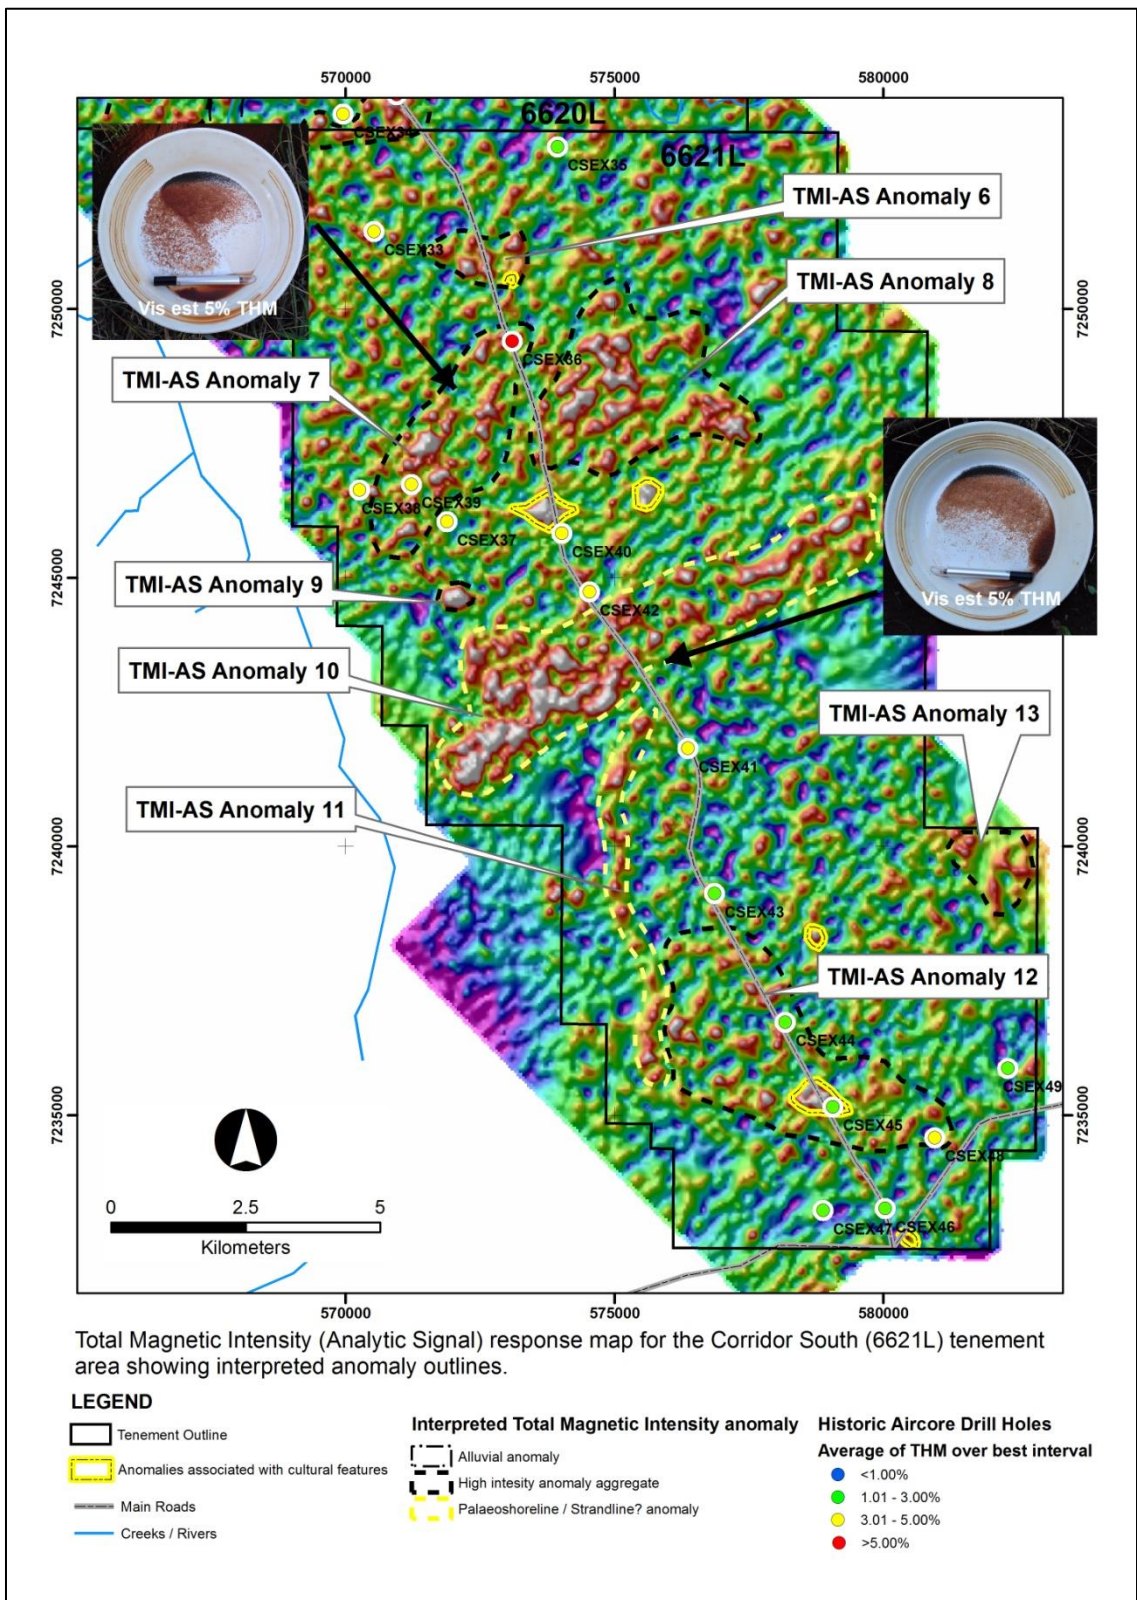 570000
575000
580000
6620L
CSEX34
CSEX35
6621L
TMI-AS Anomaly 6
CSEX33
TMI-AS Anomaly 8
Vis est 5% THM
7250000
7250000
CSEX36
TMI-AS Anomaly 7
CSEX39
CSEX38
CSEX37
CSEX40
7245000
TMI-AS Anomaly 9
CSEX42
Vis est 5% THM
TMI-AS Anomaly 10
TMI-AS Anomaly 13
CSEX41
TMI-AS Anomaly 11
7240000
7240000
CSEX43
TMI-AS Anomaly 12
CSEX44
CSEX49
7235000
7235000
CSEX45
CSEX48
CSEX47
CSEX46
0 2.5 5
Kilometers
570000
575000
580000
Total Magnetic Intensity (Analytic Signal) response map for the Corridor South (6621L) tenement
area showing interpreted anomaly outlines.
LEGEND
Tenement Outline
Anomalies associated with cultural features
Main Roads
Creeks / Rivers
Interpreted Total Magnetic Intensity anomaly
Alluvial anomaly
High intesity anomaly aggregate
Palaeoshoreline / Strandline? anomaly
Historic Aircore Drill Holes
Average of THM over best interval
<1.00%
1.01 - 3.00%
3.01 - 5.00%
>5.00%